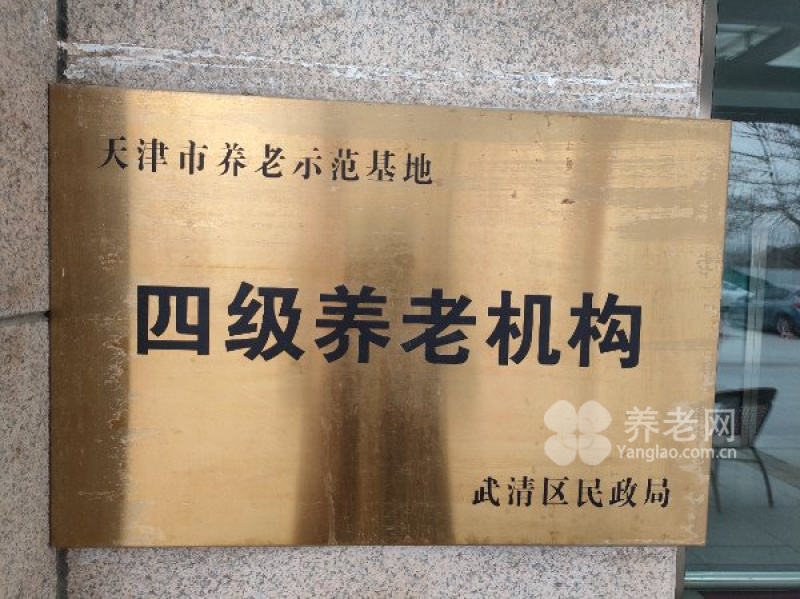 天津市养老示范基地
四级养老机构
养老网
Yanglao.com.cn
武清区民政局